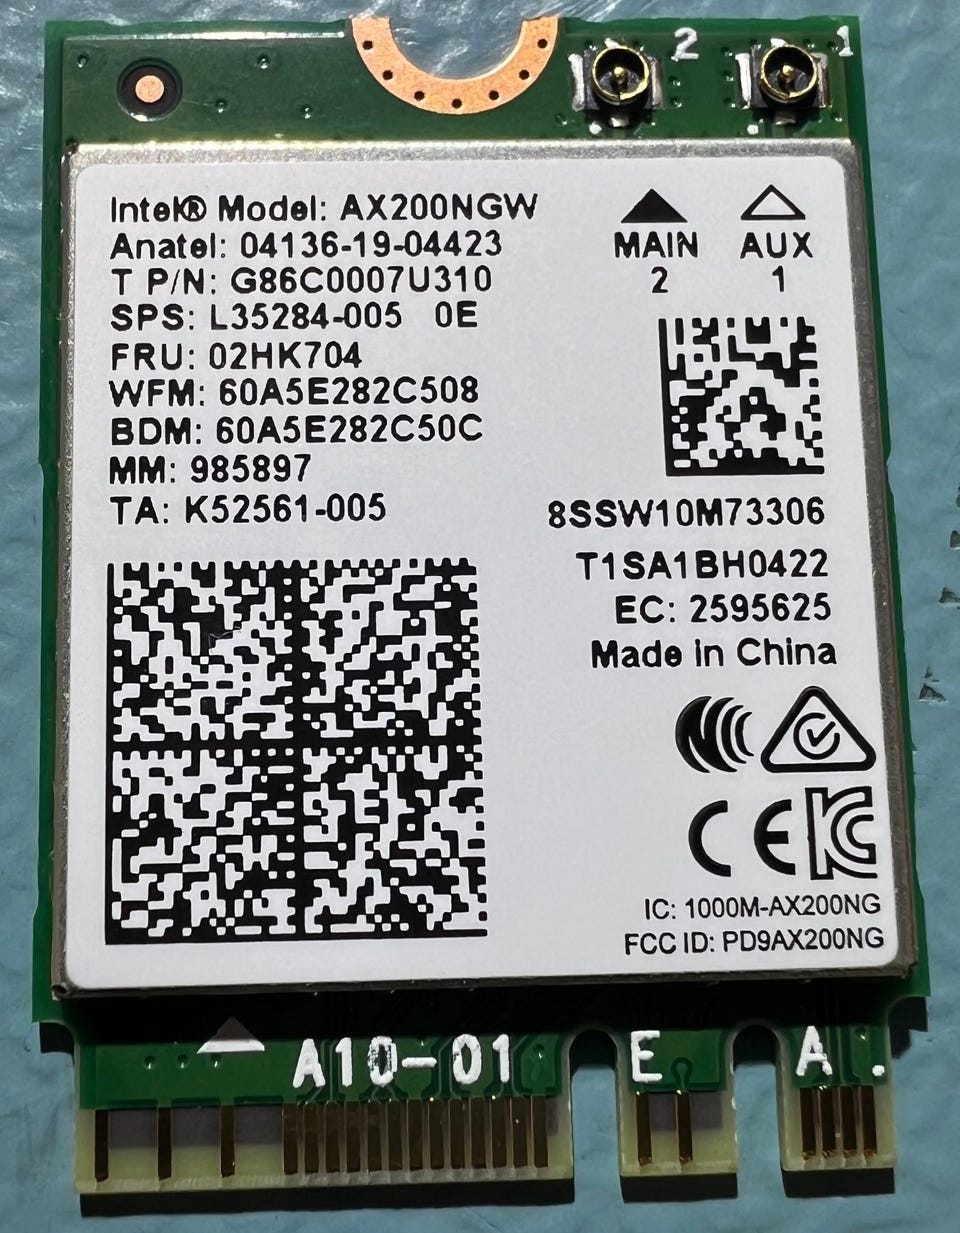 2 1
Intel® Model: AX200NGW
Anatel: 04136-19-04423
T P/N: G86C0007U310
SPS: L35284-005 0E
FRU: 02HK704
WFM: 60A5E282C508
BDM: 60A5E282C50C
MM: 985897
TA: K52561-005
MAIN AUX
2 1
8SSW10M73306
T1SA1BH0422
EC: 2595625
Made in China
CE
IC: 1000M-AX200NG
FCC ID: PD9AX200NG
A10-01 E A.